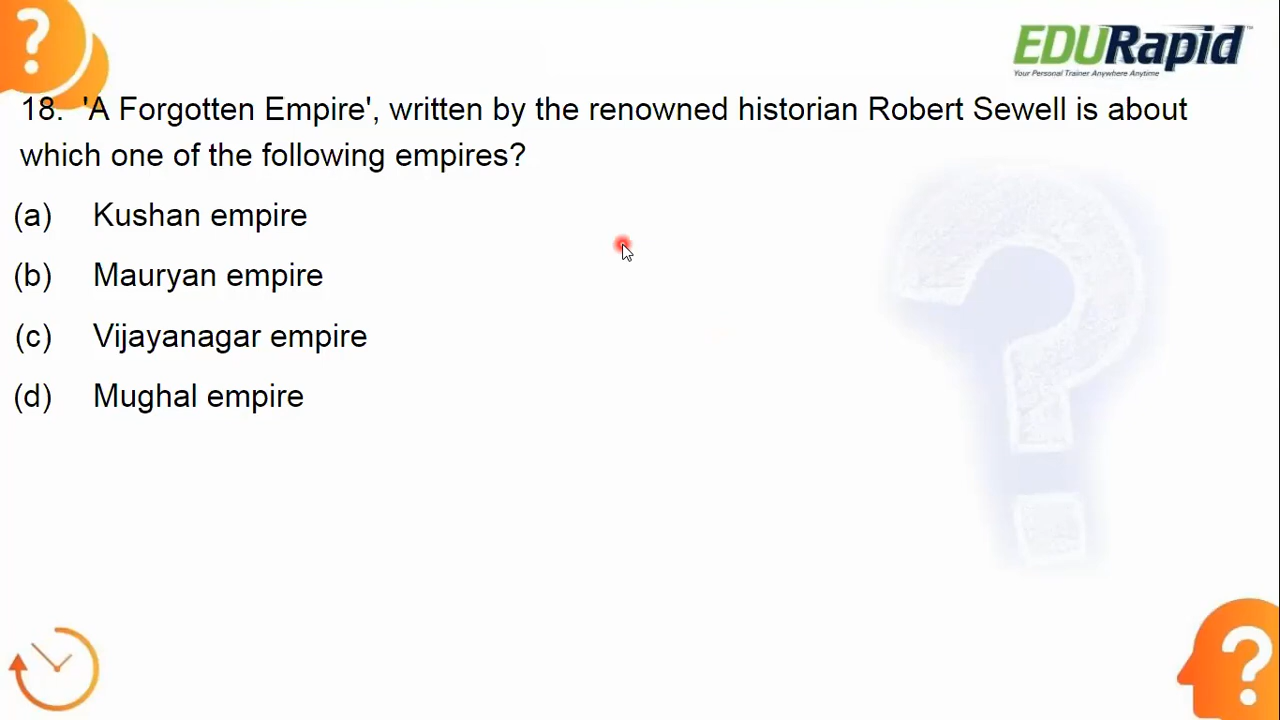 ?
EDURapid™
Your Personal Trainer Anywhere Anytime
18. 'A Forgotten Empire', written by the renowned historian Robert Sewell is about
which one of the following empires?
(a) Kushan empire
(b) Mauryan empire
(c) Vijayanagar empire
(d) Mughal empire
?
?